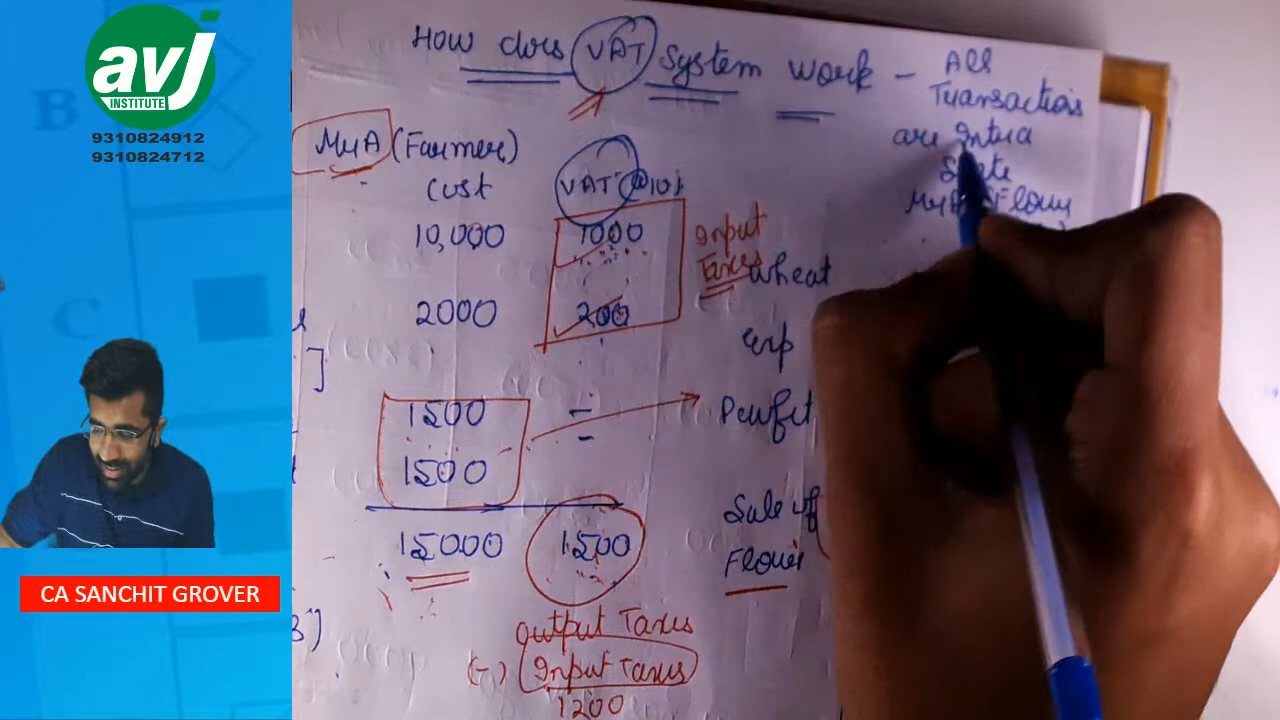 avj
INSTITUTE
9310824912
9310824712
CA SANCHIT GROVER
How does VAT System work - All
Transactions
are Intra
State
Mr A (Farmer)
Cost VAT @10%
10,000 1000 Input
Taxes
Wheat
2000 200
Exp
1500 - Profit
1500 -
15000 1500 Sale of
Flour
Output Taxes
(-) Input Taxes
1200